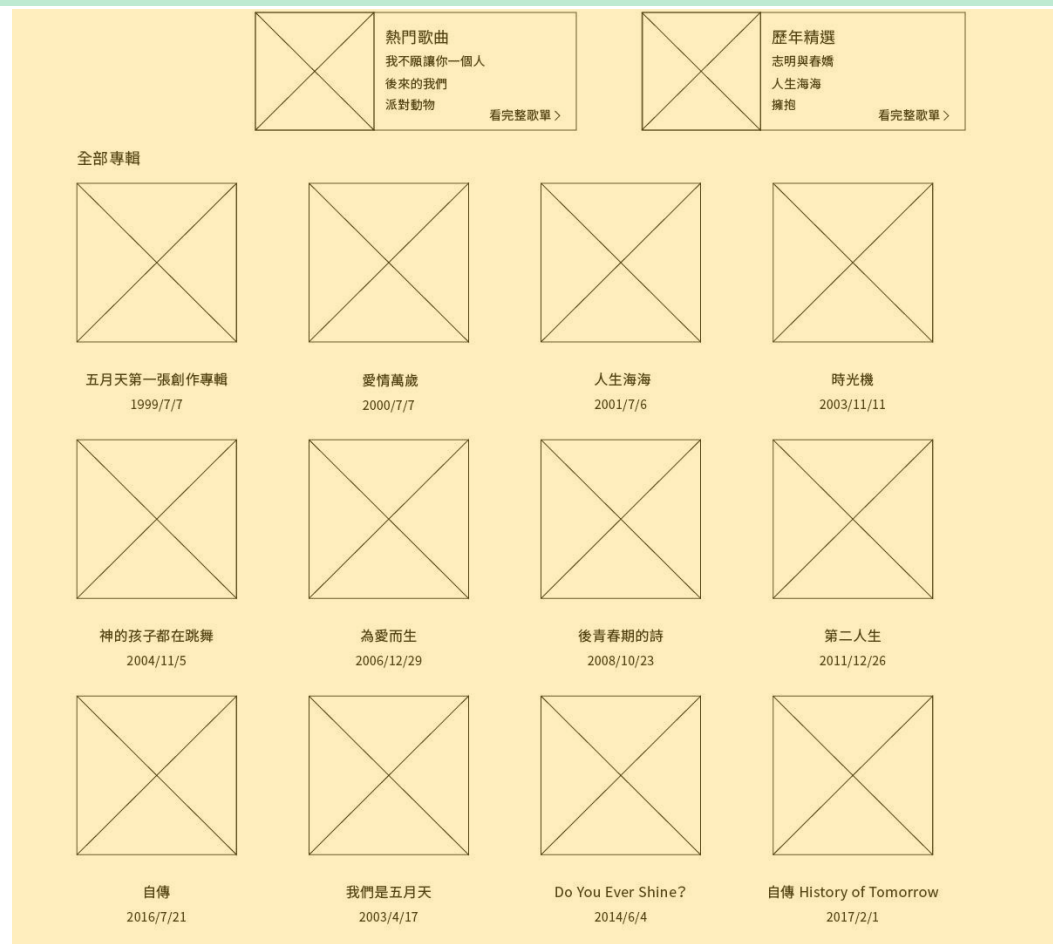 熱門歌曲
我不願讓你一個人
後來的我們
派對動物
看完整歌單 >
歷年精選
志明與春嬌
人生海海
擁抱
看完整歌單 >
全部專輯
五月天第一張創作專輯
1999/7/7
愛情萬歲
2000/7/7
人生海海
2001/7/6
時光機
2003/11/11
神的孩子都在跳舞
2004/11/5
為愛而生
2006/12/29
後青春期的詩
2008/10/23
第二人生
2011/12/26
自傳
2016/7/21
我們是五月天
2003/4/17
Do You Ever Shine?
2014/6/4
自傳 History of Tomorrow
2017/2/1